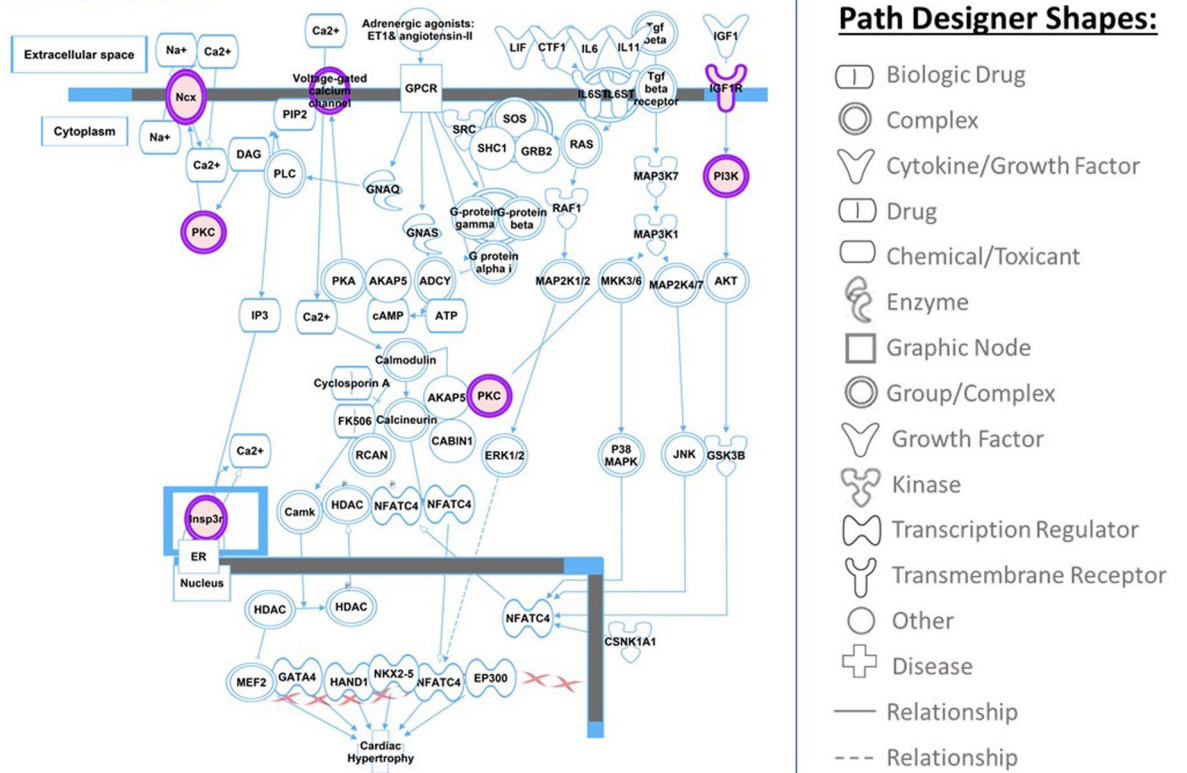 Extracellular space
Na+
Ca2+
Ca2+
Adrenergic agonists:
ET1& angiotensin-II
LIF
CTF1
IL6
IL11
Tgf
beta
IGF1
Ncx
Voltage-gated
calcium
channel
GPCR
IL6ST
IL6ST
Tgf
beta
receptor
IGF1R
Cytoplasm
Na+
PIP2
Ca2+
DAG
PLC
SRC
SOS
SHC1
GRB2
RAS
MAP3K7
PI3K
GNAQ
PKC
GNAS
G-protein
gamma
G-protein
beta
RAF1
MAP3K1
G protein
alpha i
PKA
AKAP5
ADCY
MAP2K1/2
MKK3/6
MAP2K4/7
AKT
IP3
Ca2+
cAMP
ATP
Calmodulin
Cyclosporin A
AKAP5
PKC
FK506
Calcineurin
CABIN1
RCAN
ERK1/2
P38
MAPK
JNK
GSK3B
Ca2+
Insp3r
Camk
HDAC
NFATC4
NFATC4
ER
Nucleus
HDAC
HDAC
NFATC4
CSNK1A1
MEF2
GATA4
HAND1
NKX2-5
NFATC4
EP300
Cardiac
Hypertrophy
Path Designer Shapes:
Biologic Drug
Complex
Cytokine/Growth Factor
Drug
Chemical/Toxicant
Enzyme
Graphic Node
Group/Complex
Growth Factor
Kinase
Transcription Regulator
Transmembrane Receptor
Other
Disease
Relationship
Relationship